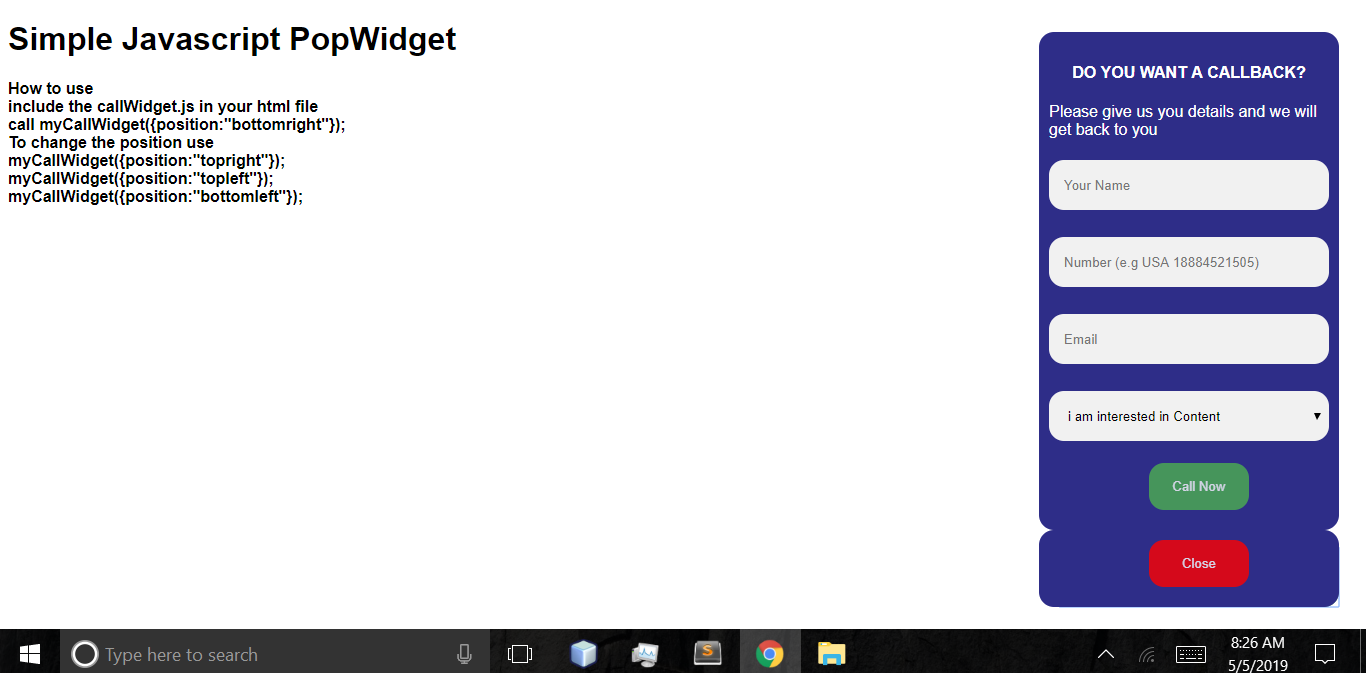 Simple Javascript PopWidget
How to use
include the callWidget.js in your html file
call myCallWidget({position:"bottomright"});
To change the position use
myCallWidget({position:"topright"});
myCallWidget({position:"topleft"});
myCallWidget({position:"bottomleft"});
DO YOU WANT A CALLBACK?
Please give us you details and we will
get back to you
Your Name
Number (e.g USA 18884521505)
Email
i am interested in Content
Call Now
Close
Type here to search
S
8:26 AM
5/5/2019